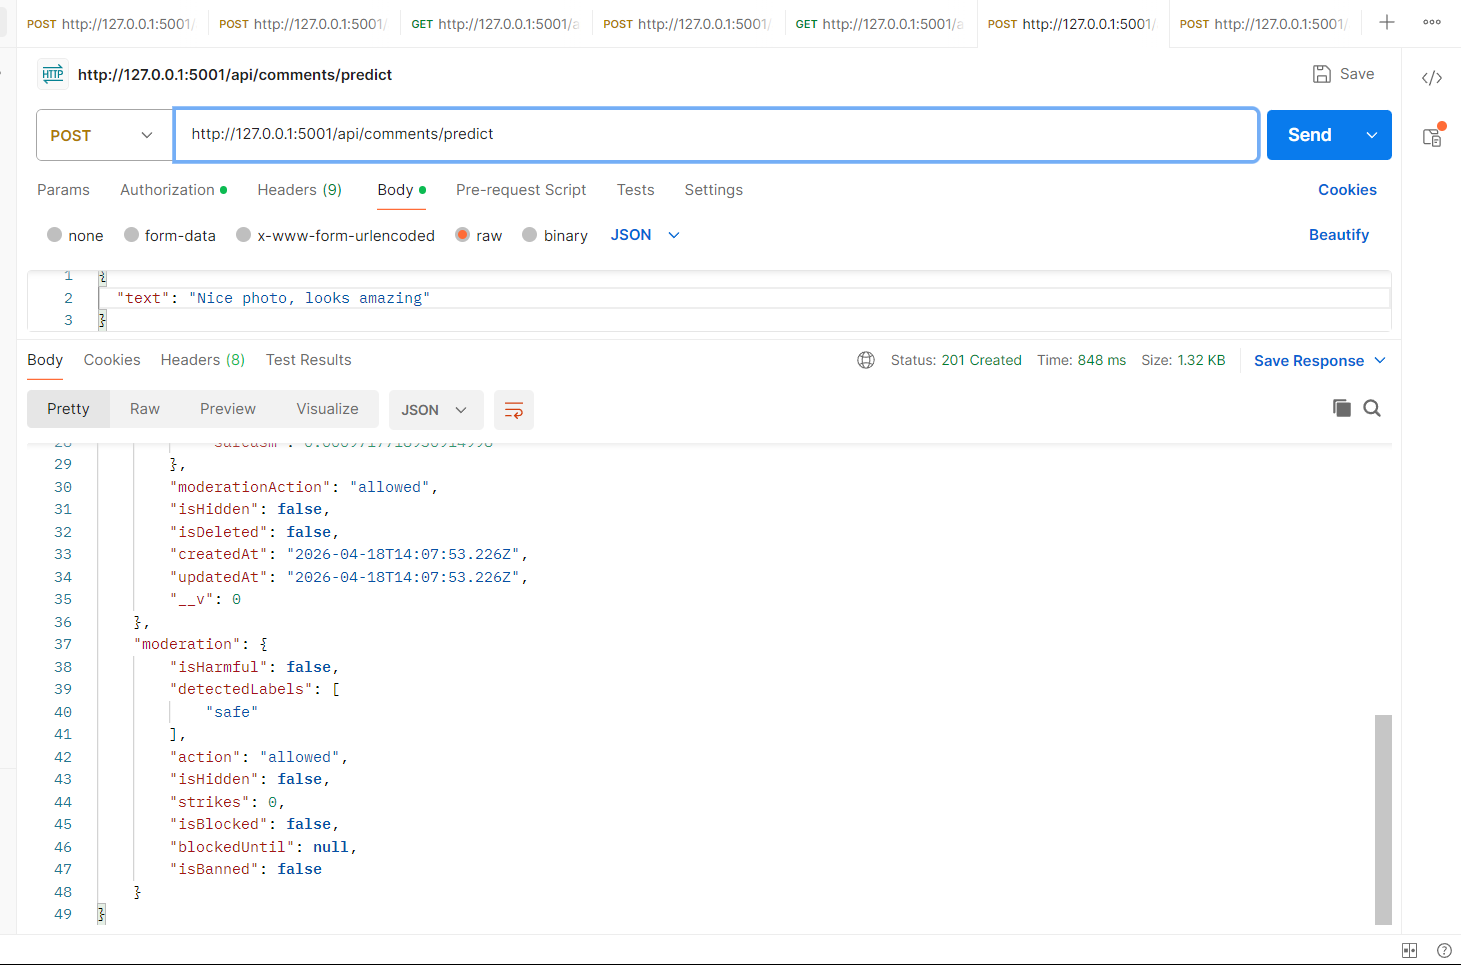 POST http://127.0.0.1:5001/ POST http://127.0.0.1:5001/ GET http://127.0.0.1:5001/a POST http://127.0.0.1:5001/ GET http://127.0.0.1:5001/a POST http://127.0.0.1:5001/ POST http://127.0.0.1:5001/
HTTP http://127.0.0.1:5001/api/comments/predict Save
POST http://127.0.0.1:5001/api/comments/predict Send
Params Authorization Headers (9) Body Pre-request Script Tests Settings Cookies
none form-data x-www-form-urlencoded raw binary JSON Beautify
1 {
2 "text": "Nice photo, looks amazing"
3 }
Body Cookies Headers (8) Test Results Status: 201 Created Time: 848 ms Size: 1.32 KB Save Response
Pretty Raw Preview Visualize JSON
28 "sarcasm":
29 },
30 "moderationAction": "allowed",
31 "isHidden": false,
32 "isDeleted": false,
33 "createdAt": "2026-04-18T14:07:53.226Z",
34 "updatedAt": "2026-04-18T14:07:53.226Z",
35 "__v": 0
36 },
37 "moderation": {
38 "isHarmful": false,
39 "detectedLabels": [
40 "safe"
41 ],
42 "action": "allowed",
43 "isHidden": false,
44 "strikes": 0,
45 "isBlocked": false,
46 "blockedUntil": null,
47 "isBanned": false
48 }
49 }